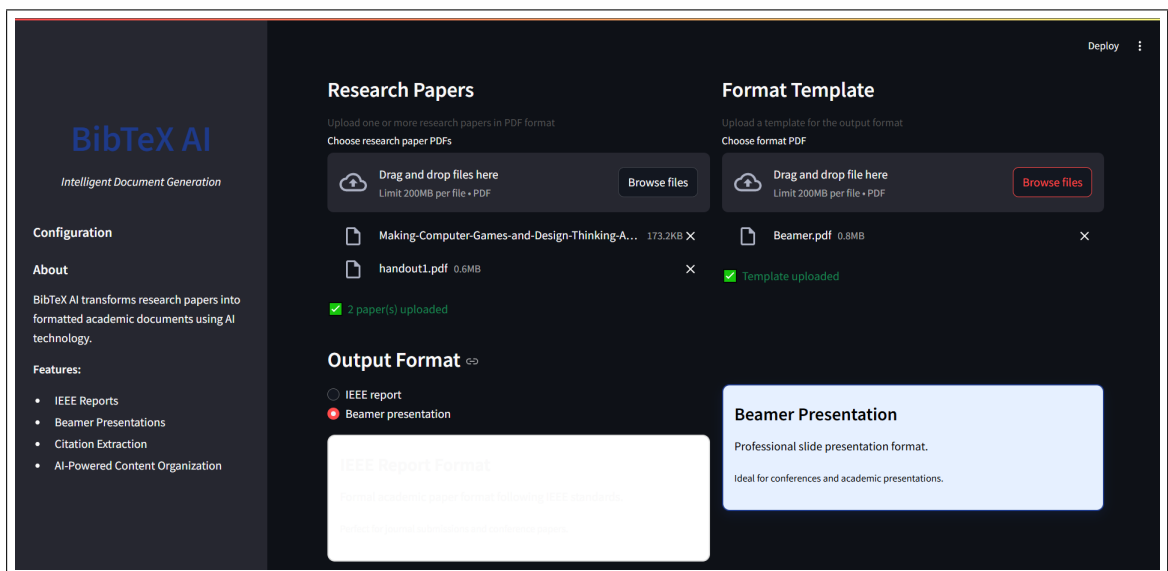 Deploy
BibTeX AI
Intelligent Document Generation
Configuration
About
BibTeX AI transforms research papers into
formatted academic documents using AI
technology.
Features:
IEEE Reports
Beamer Presentations
Citation Extraction
AI-Powered Content Organization
Research Papers
Upload one or more research papers in PDF format
Choose research paper PDFs
Drag and drop files here
Limit 200MB per file • PDF
Browse files
Making-Computer-Games-and-Design-Thinking-A... 173.2KB
handout1.pdf 0.6MB
2 paper(s) uploaded
Format Template
Upload a template for the output format
Choose format PDF
Drag and drop file here
Limit 200MB per file • PDF
Browse files
Beamer.pdf 0.8MB
Template uploaded
Output Format
IEEE report
Beamer presentation
IEEE Report Format
Beamer Presentation
Professional slide presentation format.
Ideal for conferences and academic presentations.